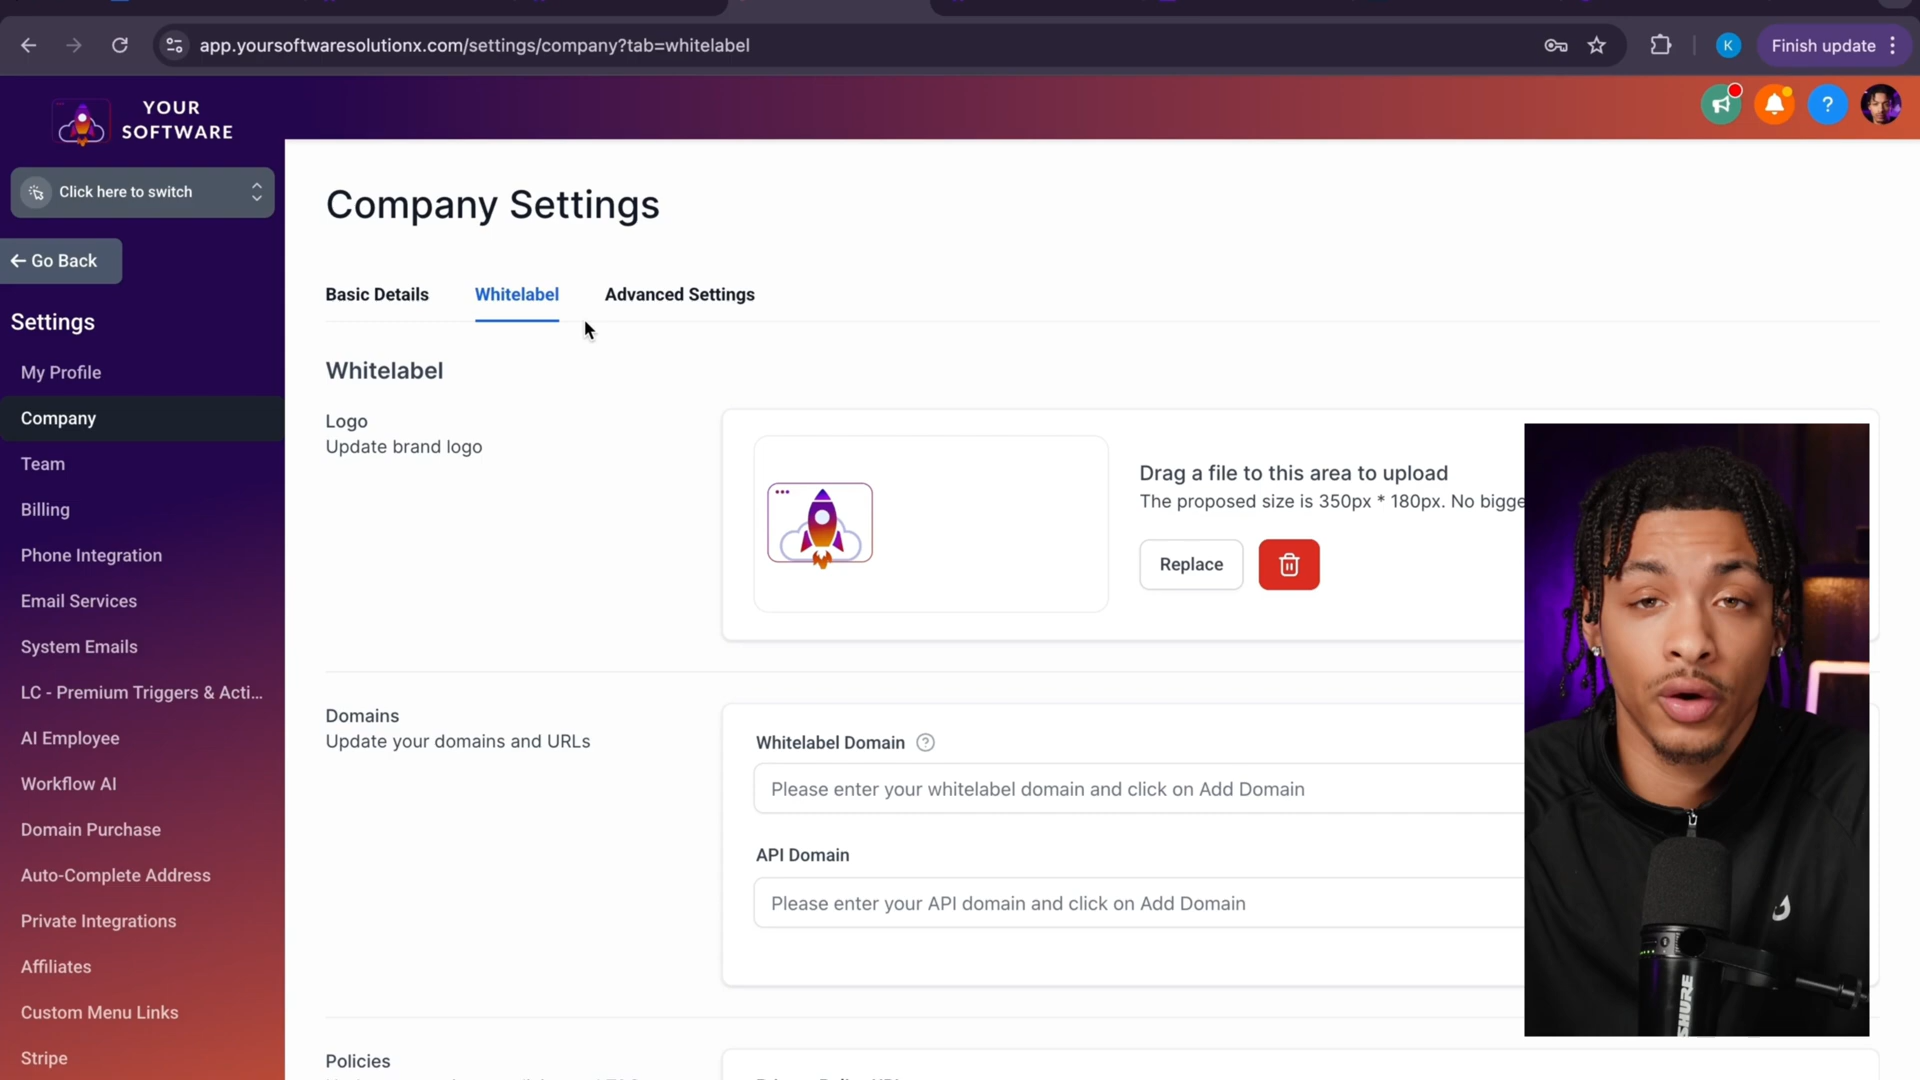 app.yoursoftwaresolutionx.com/settings/company?tab=whitelabel
K
Finish update
YOUR
SOFTWARE
?
Click here to switch
Go Back
Settings
My Profile
Company
Team
Billing
Phone Integration
Email Services
System Emails
LC - Premium Triggers & Acti...
AI Employee
Workflow AI
Domain Purchase
Auto-Complete Address
Private Integrations
Affiliates
Custom Menu Links
Stripe
Company Settings
Basic Details
Whitelabel
Advanced Settings
Whitelabel
Logo
Update brand logo
Drag a file to this area to upload
The proposed size is 350px * 180px. No bigge
Replace
Domains
Update your domains and URLs
Whitelabel Domain ?
Please enter your whitelabel domain and click on Add Domain
API Domain
Please enter your API domain and click on Add Domain
Policies
SHURE